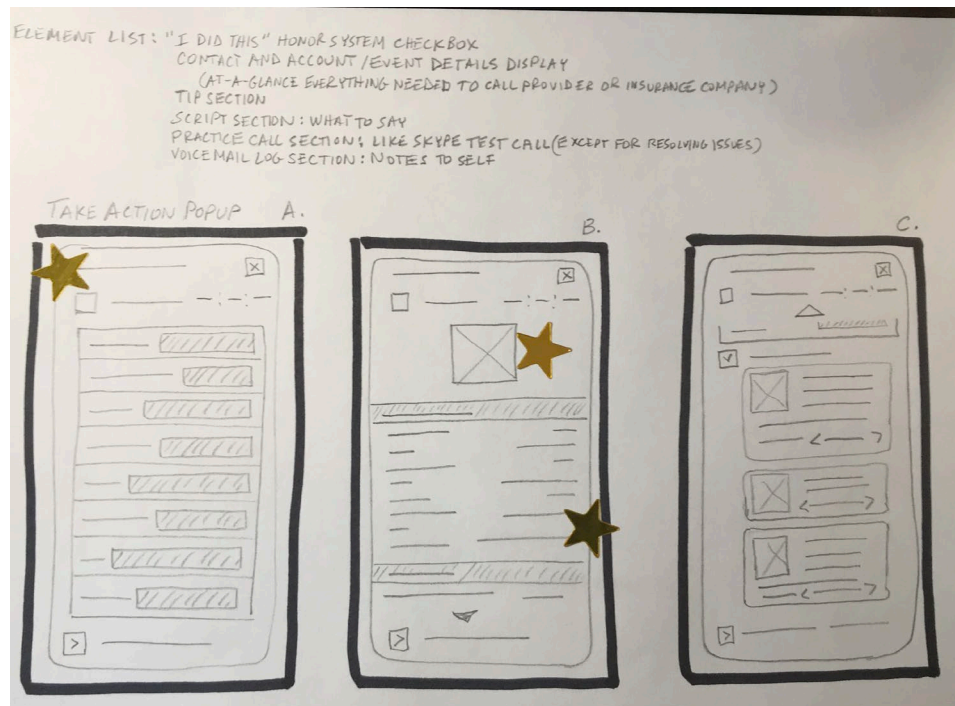 ELEMENT LIST: "I DID THIS" HONOR SYSTEM CHECKBOX
CONTACT AND ACCOUNT/EVENT DETAILS DISPLAY
(AT-A-GLANCE EVERYTHING NEEDED TO CALL PROVIDER OR INSURANCE COMPANY)
TIP SECTION
SCRIPT SECTION: WHAT TO SAY
PRACTICE CALL SECTION: LIKE SKYPE TEST CALL (EXCEPT FOR RESOLVING ISSUES)
VOICEMAIL LOG SECTION: NOTES TO SELF
TAKE ACTION POPUP A.
B.
C.